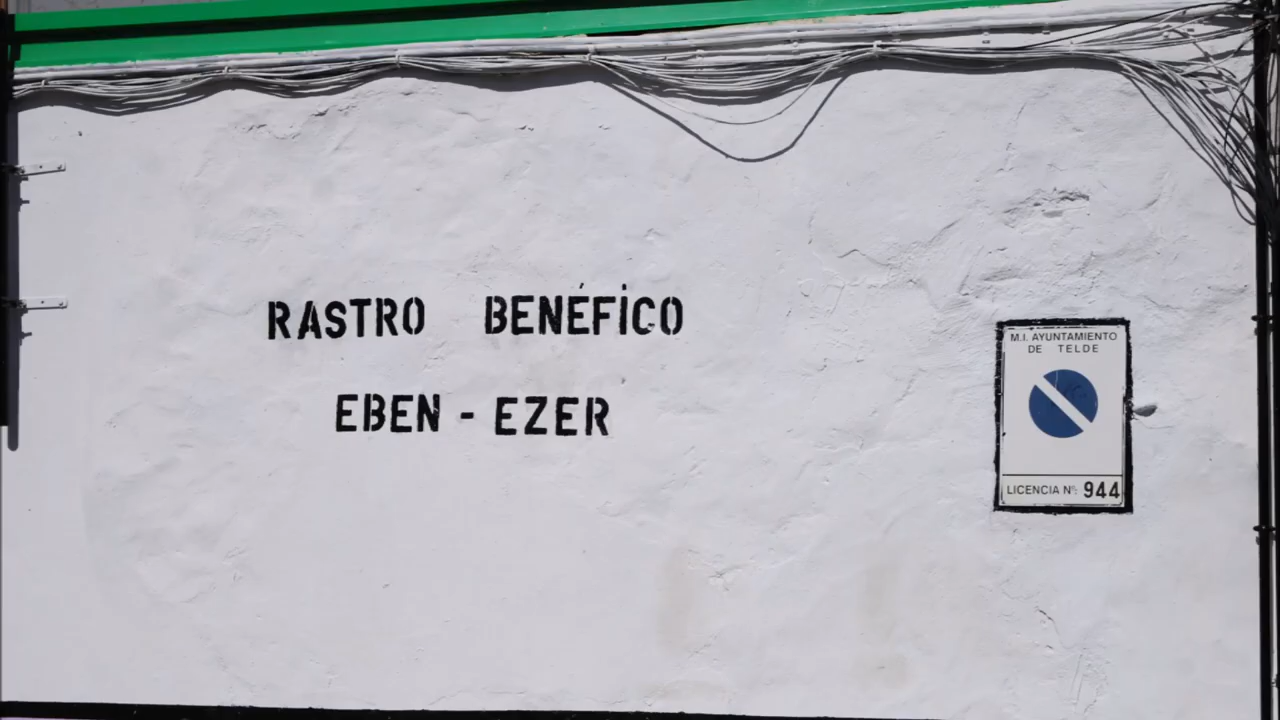 RASTRO BENÉFICO
EBEN - EZER
M.I. AYUNTAMIENTO
DE TELDE
LICENCIA Nº: 944